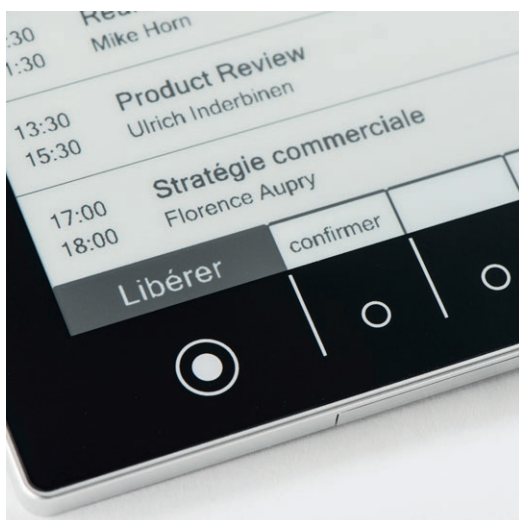 :30
1:30
Mike Horn
13:30
15:30
Product Review
Ulrich Inderbinen
17:00
18:00
Stratégie commerciale
Florence Aupry
Libérer
confirmer